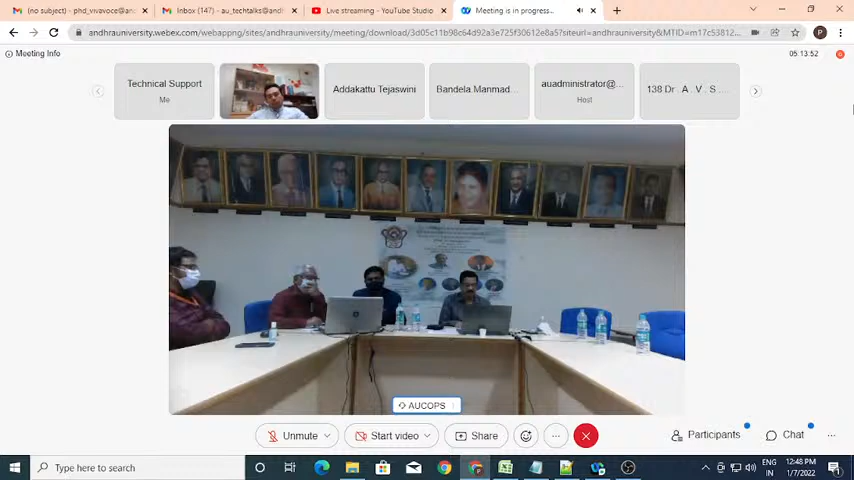 (no subject) - phd_vivavoce@and
Inbox (147) - au_techtalks@andh
Live streaming - YouTube Studio
Meeting is in progress...
andhrauniversity.webex.com/webappng/sites/andhrauniversity/meeting/download/3d05c11b98c64d92a3e725f30612e8a5?siteurl=andhrauniversity&MTID=m17c53812...
P
Meeting Info
05:13:52
Technical Support
Me
Addakattu Tejaswini
Bandela Manmad...
auadministrator@...
Host
138 Dr . A . V . S ...
AUCOPS
Unmute
Start video
Share
Participants
Chat
Type here to search
ENG
IN
12:48 PM
1/7/2022